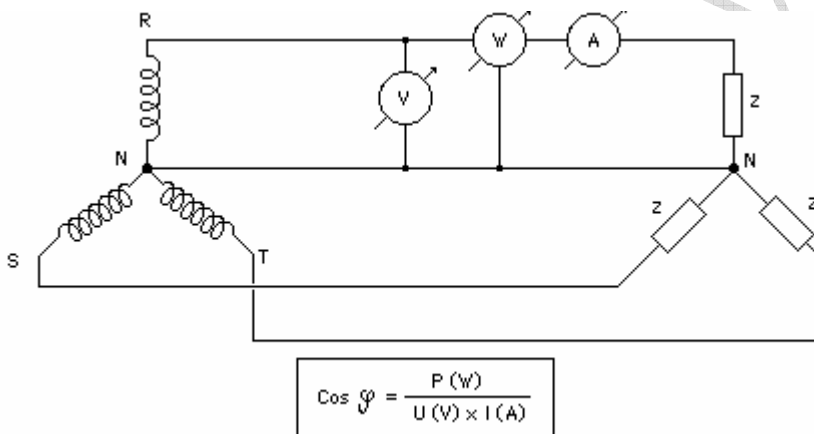 R
W
A
V
Z
N
N
Z
Z
S
T
Cos φ = P (W) / U (V) × I (A)